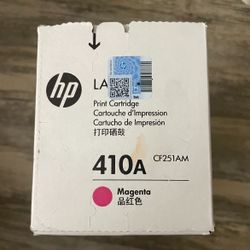 hp
LA
Print Cartridge
Cartouche d'Impression
Cartucho de Impresión
打印硒鼓
410A
CF251AM
Magenta
品红色